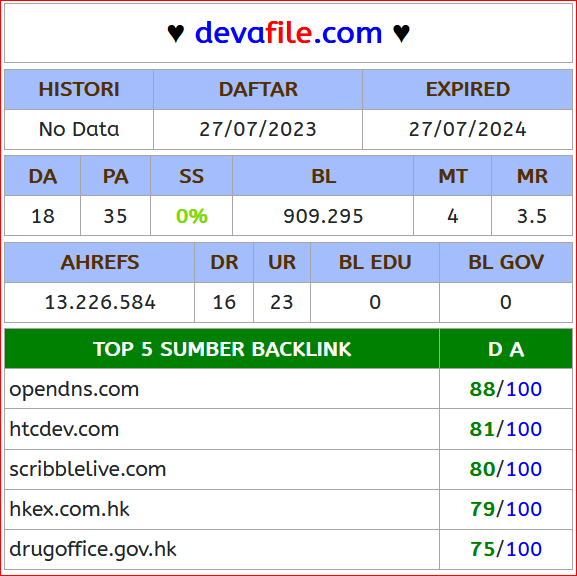 ♥ devafile.com ♥
HISTORI DAFTAR EXPIRED
No Data 27/07/2023 27/07/2024
DA PA SS BL MT MR
18 35 0% 909.295 4 3.5
AHREFS DR UR BL EDU BL GOV
13.226.584 16 23 0 0
TOP 5 SUMBER BACKLINK D A
opendns.com 88/100
htcdev.com 81/100
scribblelive.com 80/100
hkex.com.hk 79/100
drugoffice.gov.hk 75/100